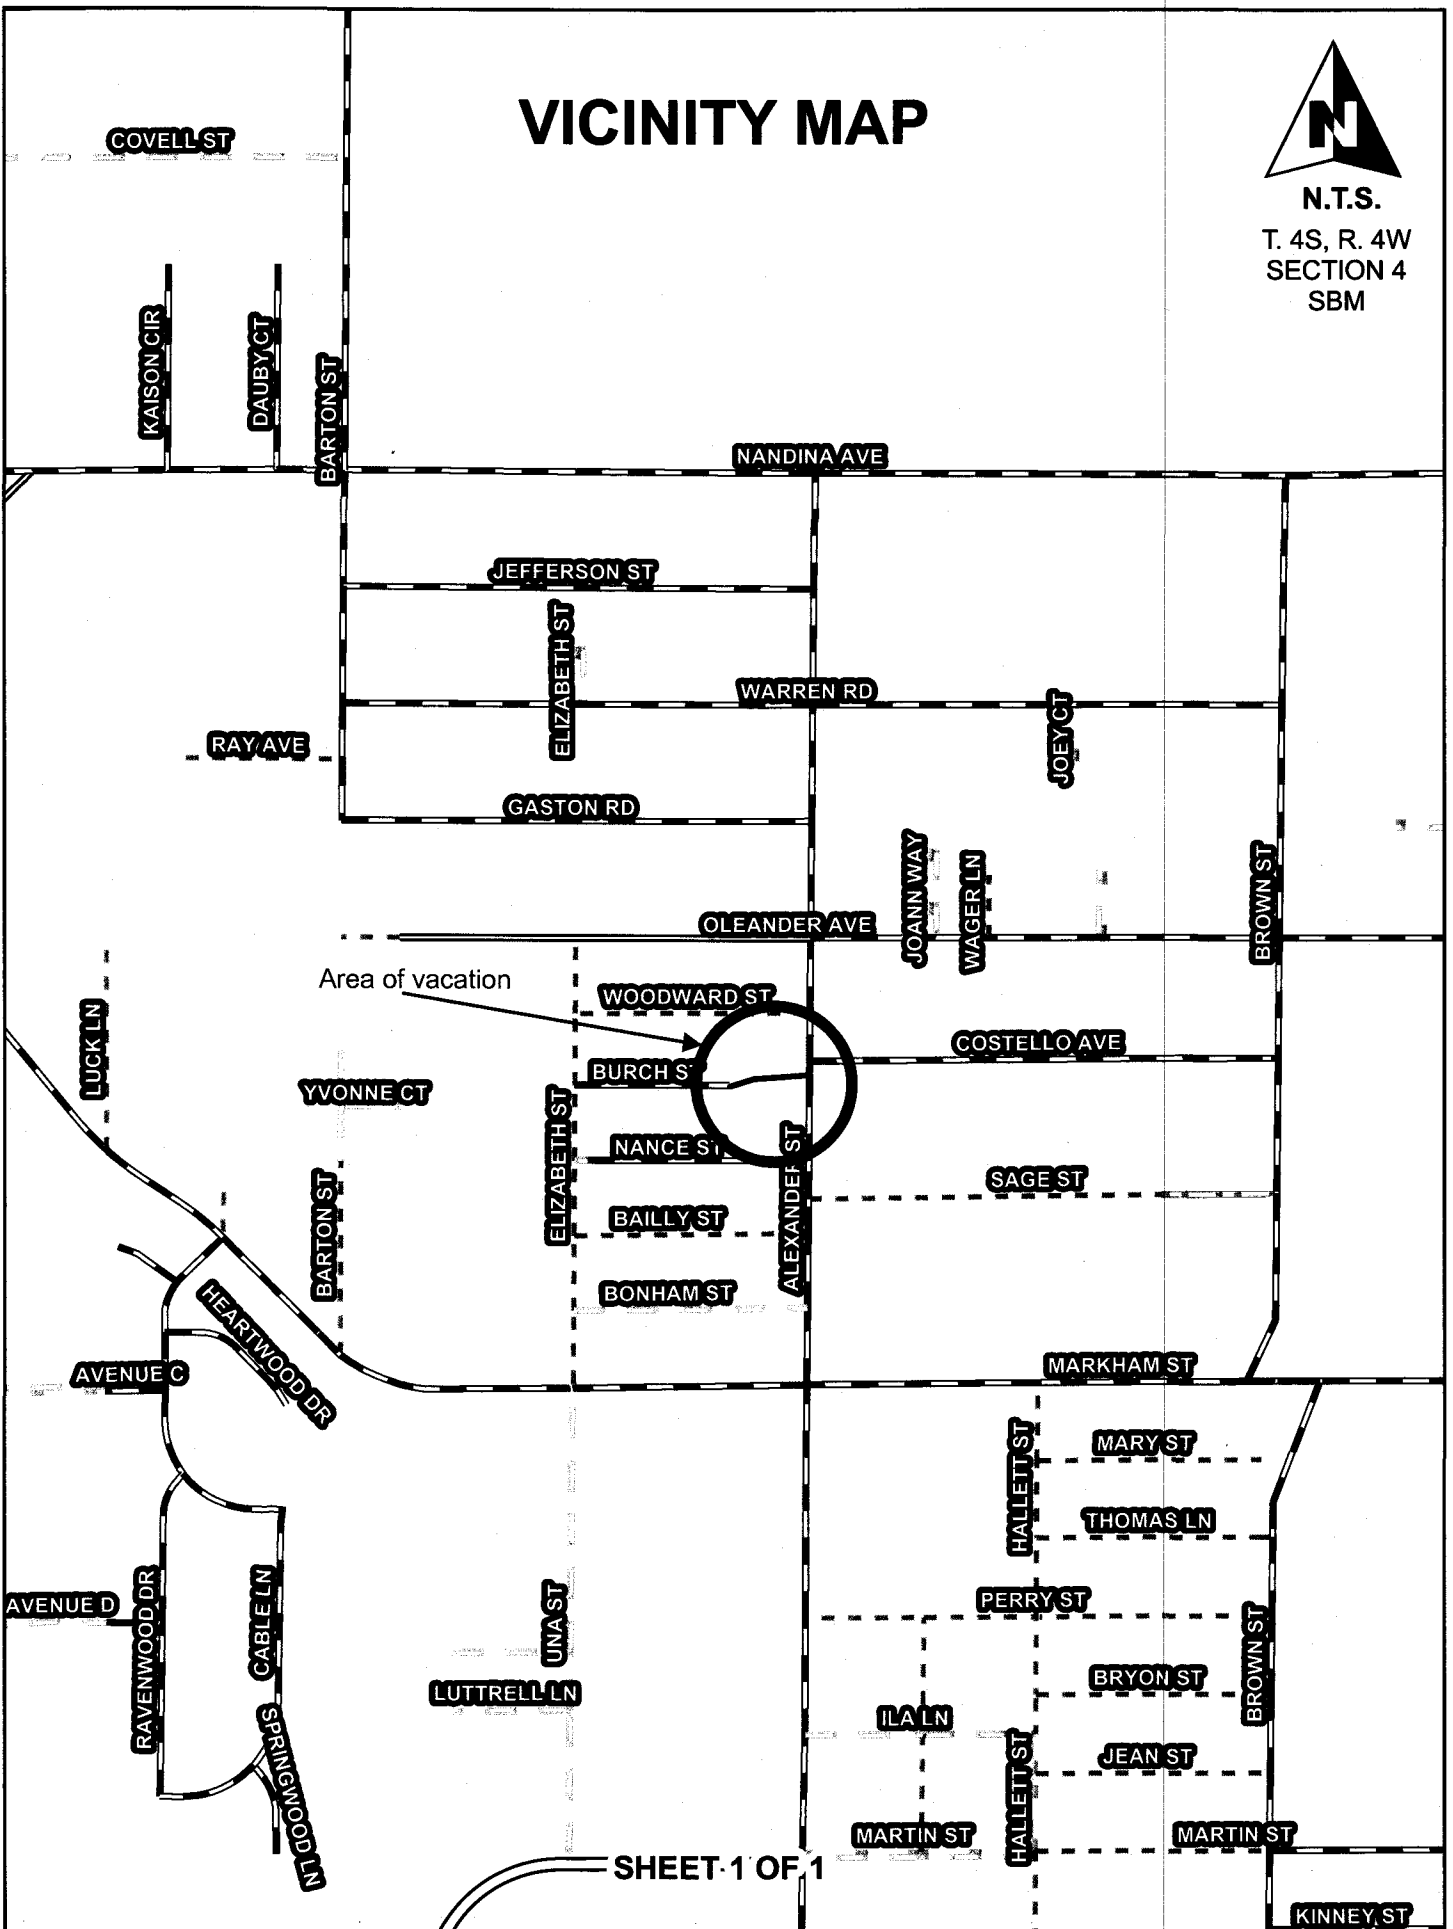 VICINITY MAP
N
N.T.S.
T. 4S, R. 4W
SECTION 4
SBM
COVELL ST
KAISON CIR
DAUBY CT
BARTON ST
NANDINA AVE
JEFFERSON ST
ELIZABETH ST
WARREN RD
JOEY CT
RAY AVE
GASTON RD
JOANN WAY
WAGER LN
BROWN ST
OLEANDER AVE
Area of vacation
WOODWARD ST
LUCK LN
COSTELLO AVE
BURCH ST
YVONNE CT
ELIZABETH ST
NANCE ST
ALEXANDER ST
SAGE ST
BARTON ST
BAILLY ST
BONHAM ST
HEARTWOOD DR
AVENUE C
MARKHAM ST
HALLETT ST
MARY ST
THOMAS LN
AVENUE D
RAVENWOOD DR
CABLE LN
UNA ST
PERRY ST
BROWN ST
LUTTRELL LN
BRYON ST
ILA LN
SPRINGWOOD LN
HALLETT ST
JEAN ST
MARTIN ST
MARTIN ST
SHEET 1 OF 1
KINNEY ST